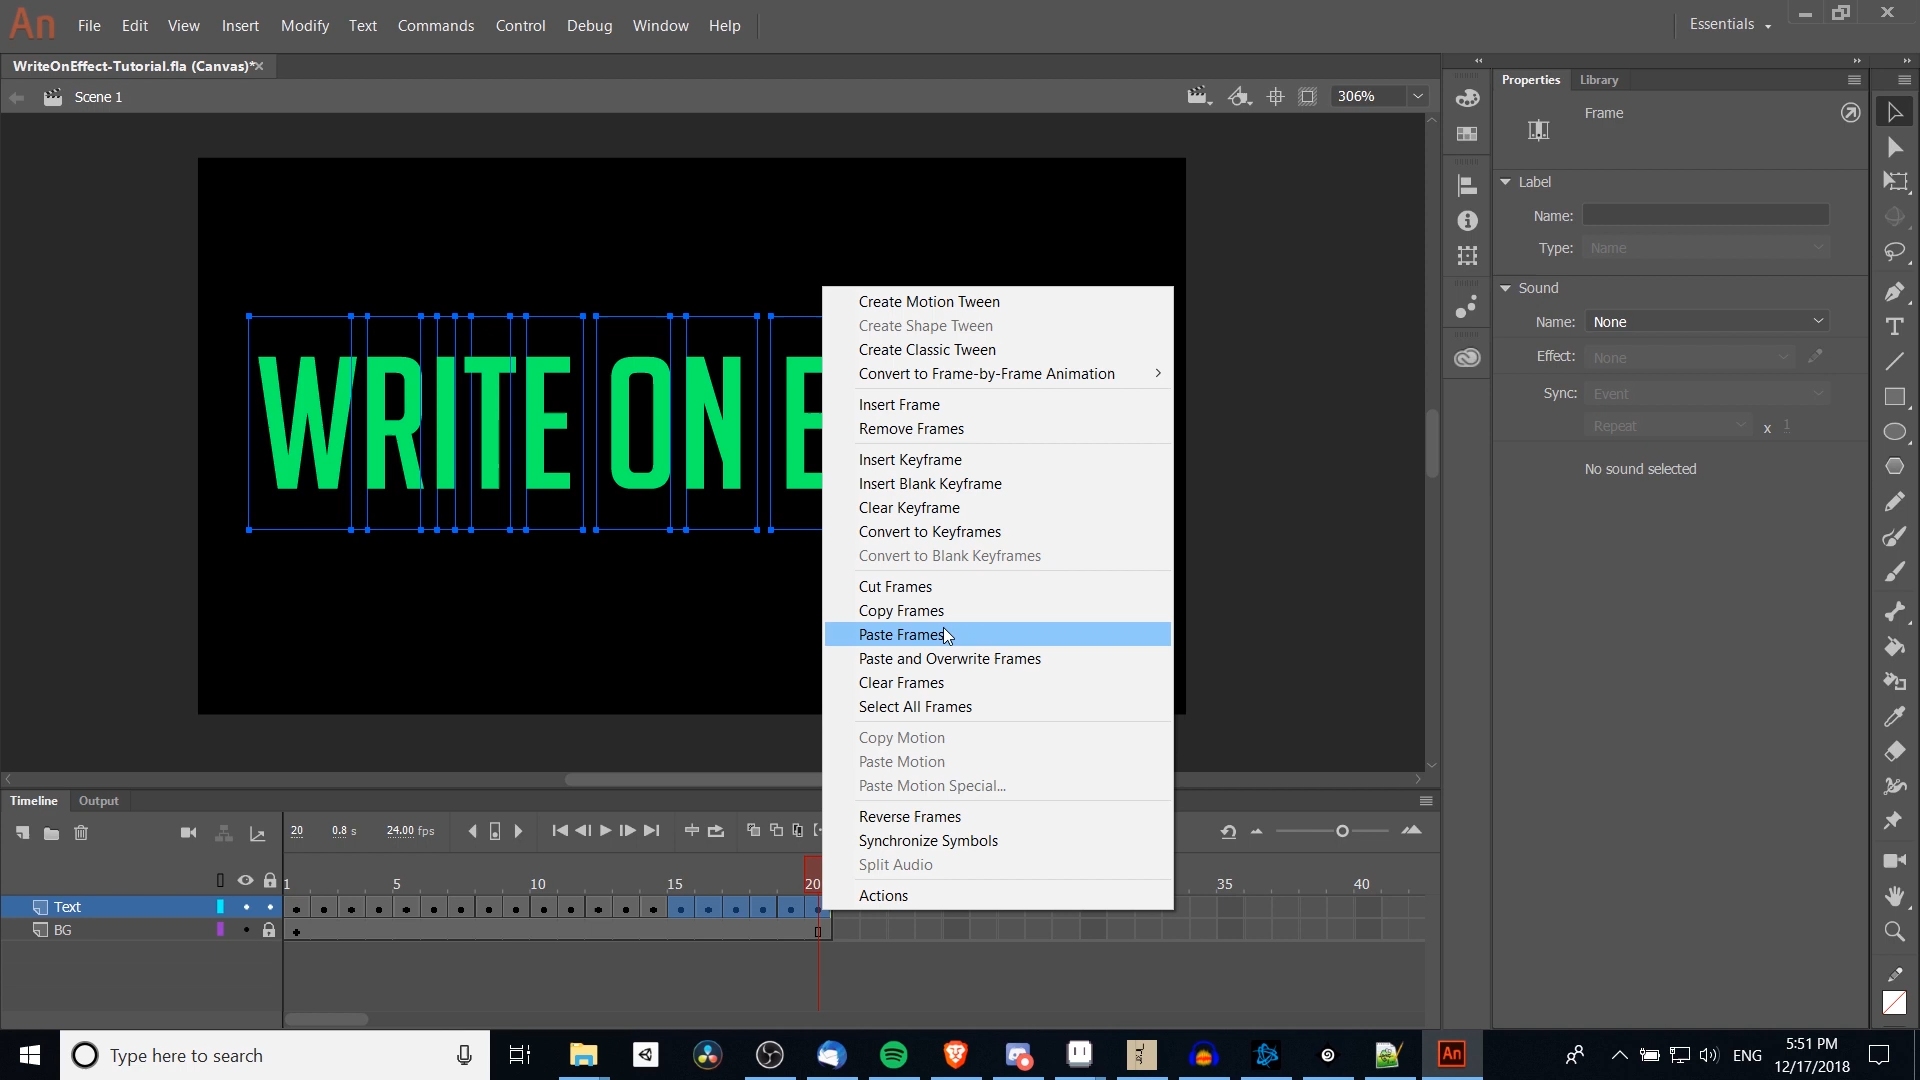 An File Edit View Insert Modify Text Commands Control Debug Window Help Essentials
WriteOnEffect-Tutorial.fla (Canvas)*
Scene 1
306%
WRITE ON E
Create Motion Tween
Create Shape Tween
Create Classic Tween
Convert to Frame-by-Frame Animation
Insert Frame
Remove Frames
Insert Keyframe
Insert Blank Keyframe
Clear Keyframe
Convert to Keyframes
Convert to Blank Keyframes
Cut Frames
Copy Frames
Paste Frames
Paste and Overwrite Frames
Clear Frames
Select All Frames
Copy Motion
Paste Motion
Paste Motion Special...
Reverse Frames
Synchronize Symbols
Split Audio
Actions
Properties Library
Frame
Label
Name:
Type: Name
Sound
Name: None
Effect: None
Sync: Event
Repeat x 1
No sound selected
Timeline Output
20 0.8 s 24.00 fps
1 5 10 15 20 35 40
Text
BG
Type here to search
An
ENG
5:51 PM
12/17/2018